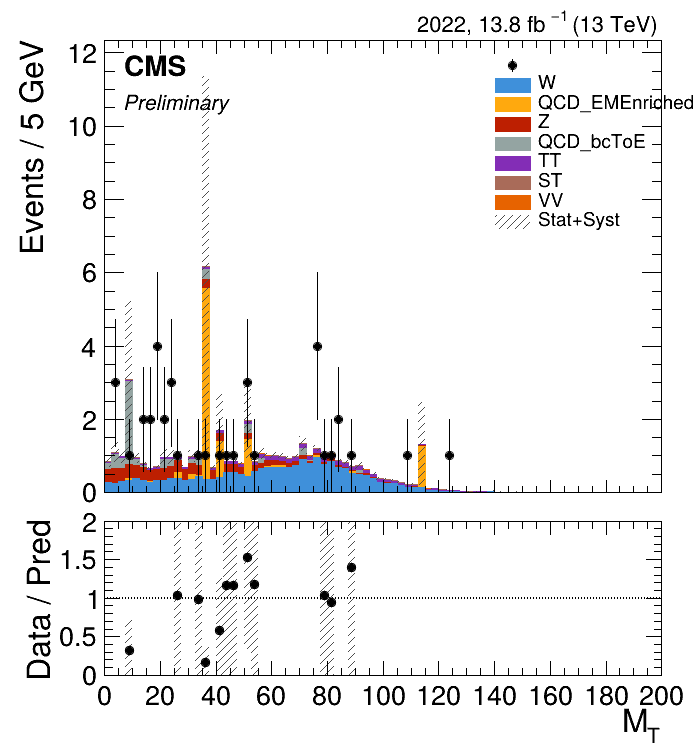 2022, 13.8 fb⁻¹ (13 TeV)
CMS
Preliminary
W
QCD_EMEnriched
Z
QCD_bcToE
TT
ST
VV
Stat+Syst
Events / 5 GeV
12
10
8
6
4
2
0
Data / Pred
2
1.5
1
0.5
0
0 20 40 60 80 100 120 140 160 180 200
M_T